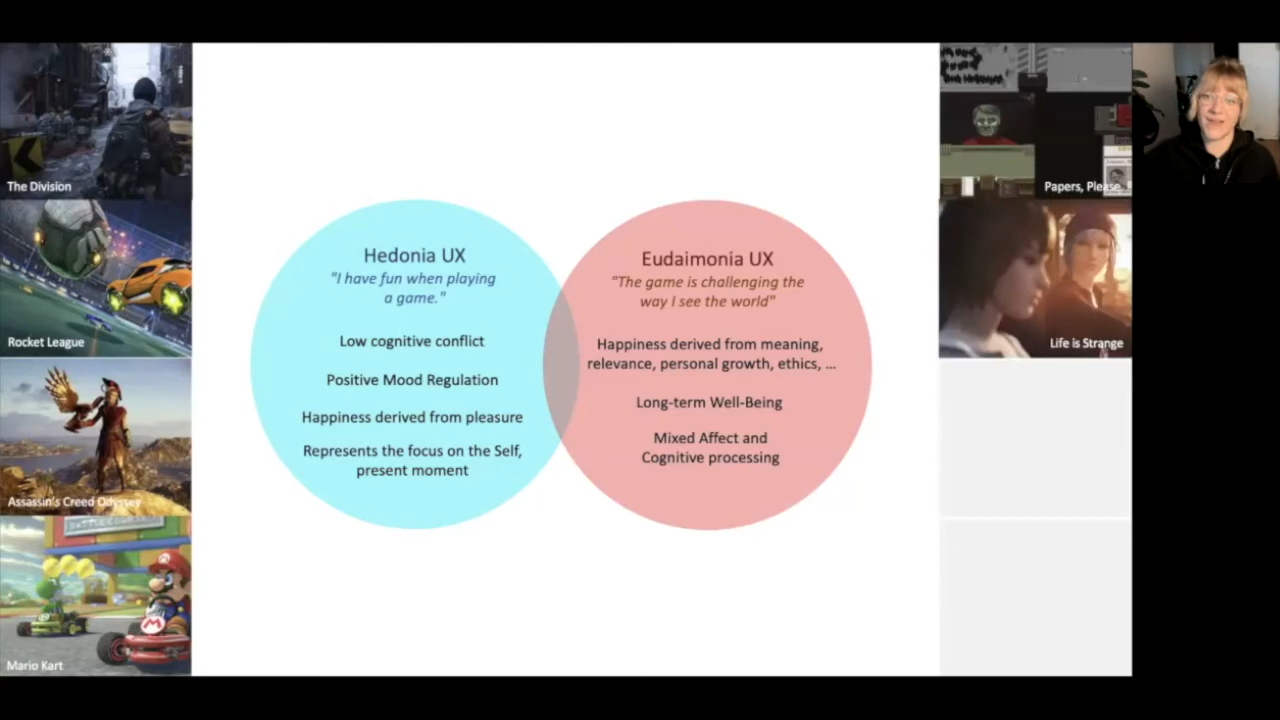 The Division
Rocket League
Assassin's Creed Odyssey
Mario Kart
Hedonia UX
"I have fun when playing
a game."
Low cognitive conflict
Positive Mood Regulation
Happiness derived from pleasure
Represents the focus on the Self,
present moment
Eudaimonia UX
"The game is challenging the
way I see the world"
Happiness derived from meaning,
relevance, personal growth, ethics, ...
Long-term Well-Being
Mixed Affect and
Cognitive processing
Papers, Please
Life is Strange